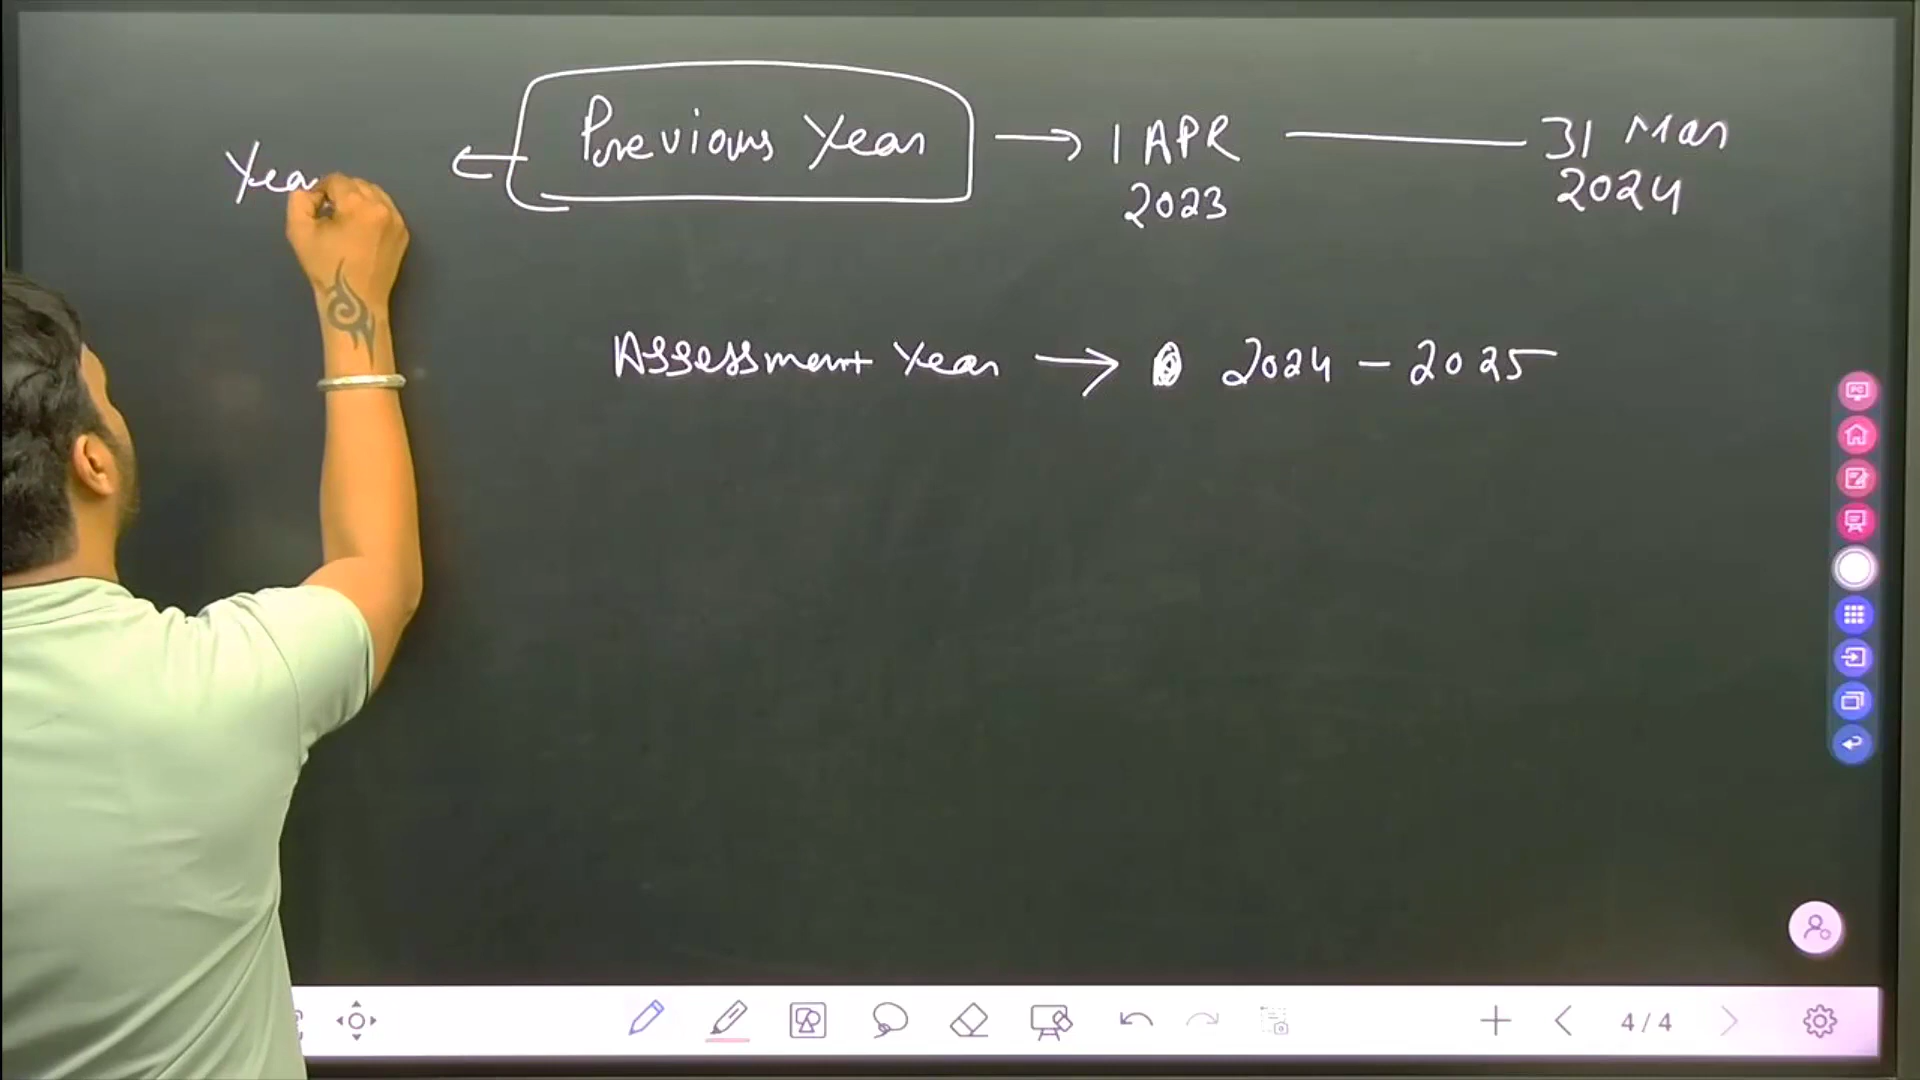 Year ← Previous Year → 1 APR — 31 Mar
2023 2024
Assessment Year → 2024 - 2025
4 / 4